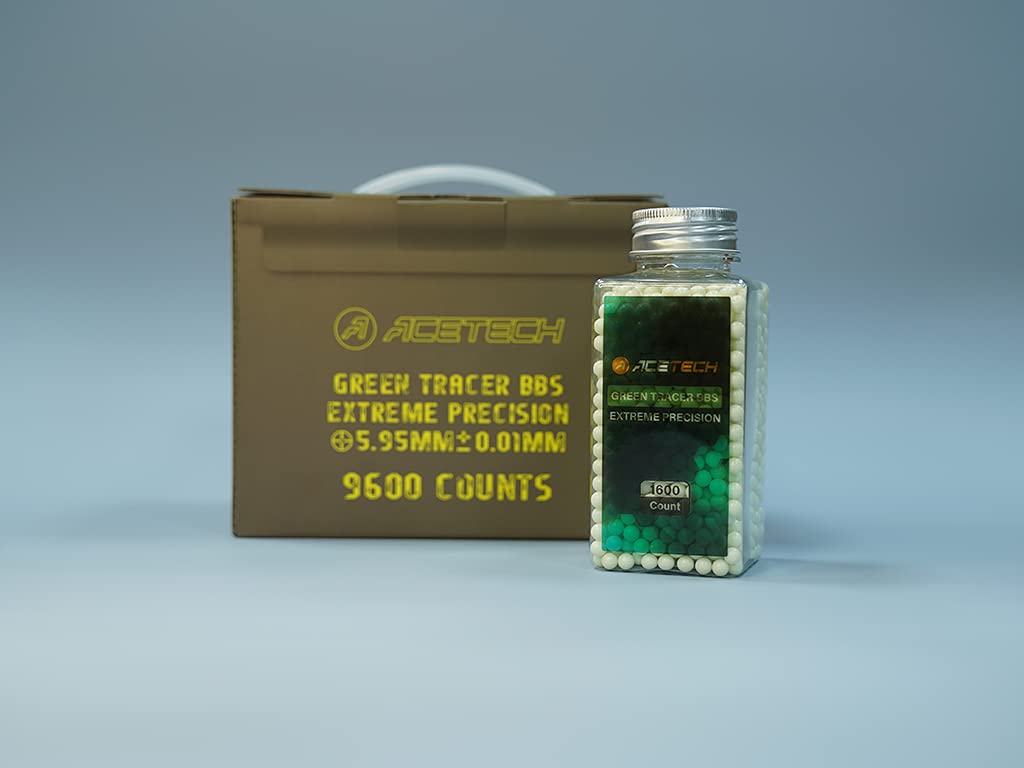 ACETECH
GREEN TRACER BBS
EXTREME PRECISION
5.95MM±0.01MM
9600 COUNTS
ACETECH
GREEN TRACER BBS
EXTREME PRECISION
1600
Count